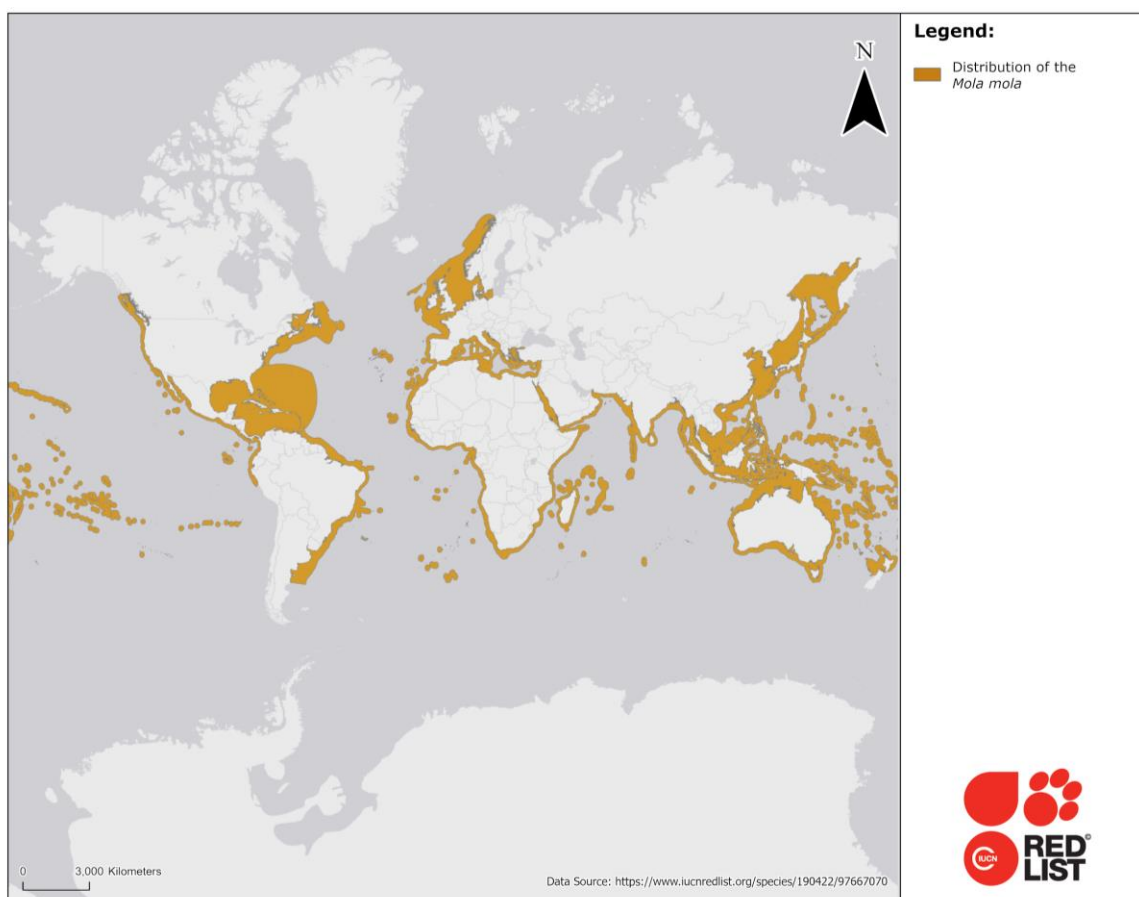 Legend:
Distribution of the
Mola mola
N
0 3,000 Kilometers
Data Source: https://www.iucnredlist.org/species/190422/97667070
IUCN
RED
LIST
©